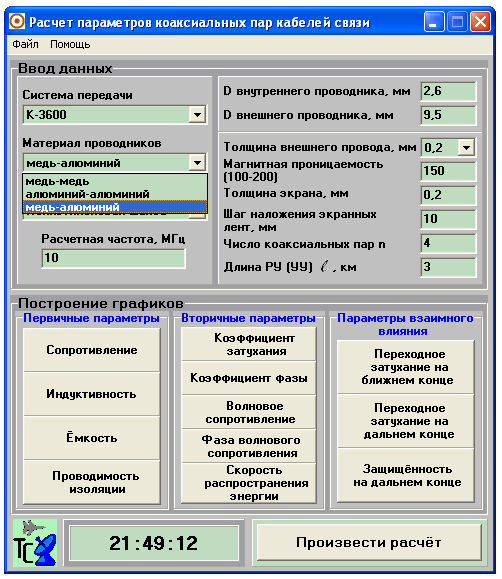 Расчет параметров коаксиальных пар кабелей связи
Файл Помощь
Ввод данных
Система передачи
К-3600
Материал проводников
медь-алюминий
медь-медь
алюминий-алюминий
медь-алюминий
Расчетная частота, МГц
10
D внутреннего проводника, мм 2,6
D внешнего проводника, мм 9,5
Толщина внешнего провода, мм 0,2
Магнитная проницаемость
(100-200) 150
Толщина экрана, мм 0,2
Шаг наложения экранных
лент, мм 10
Число коаксиальных пар n 4
Длина РУ (УУ) ℓ , км 3
Построение графиков
Первичные параметры
Сопротивление
Индуктивность
Ёмкость
Проводимость
изоляции
Вторичные параметры
Коэффициент
затухания
Коэффициент фазы
Волновое
сопротивление
Фаза волнового
сопротивления
Скорость
распространения
энергии
Параметры взаимного
влияния
Переходное
затухание на
ближнем конце
Переходное
затухание на
дальнем конце
Защищённость
на дальнем конце
ТС
21:49:12
Произвести расчёт